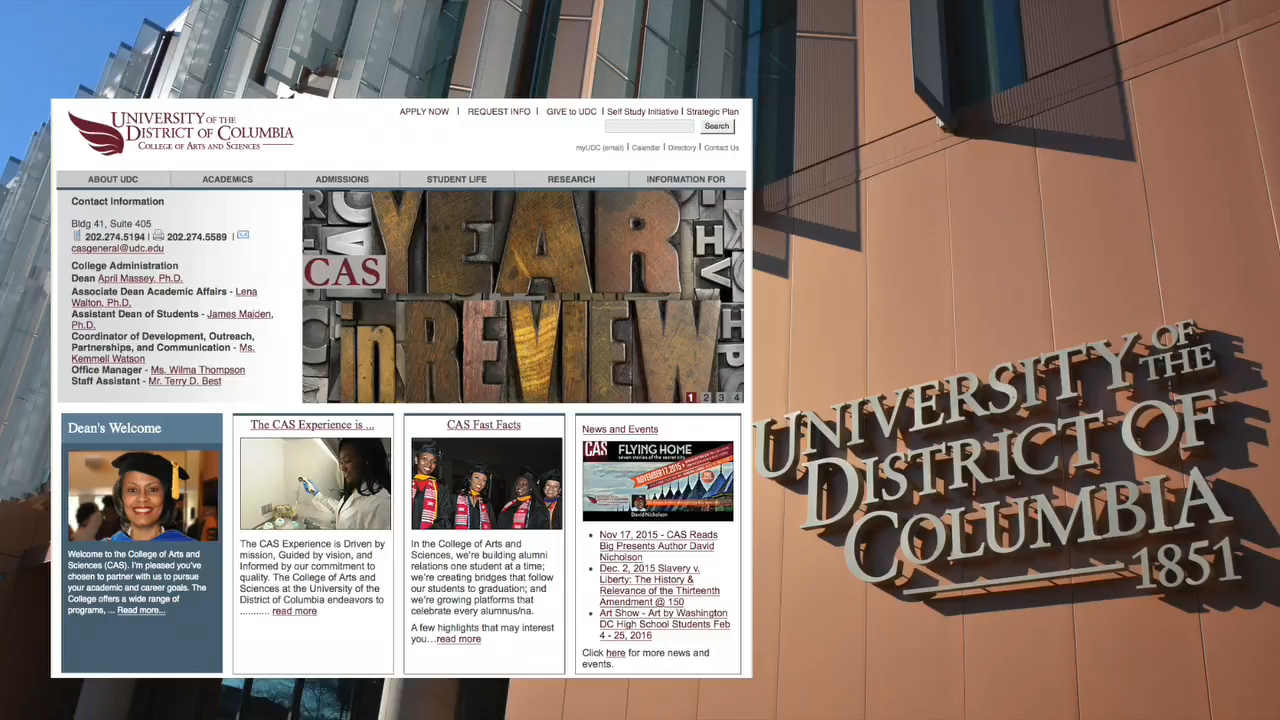 UNIVERSITY OF THE
DISTRICT OF COLUMBIA
COLLEGE OF ARTS AND SCIENCES
APPLY NOW | REQUEST INFO | GIVE to UDC | Self Study Initiative | Strategic Plan
Search
myUDC (email) | Calendar | Directory | Contact Us
ABOUT UDC ACADEMICS ADMISSIONS STUDENT LIFE RESEARCH INFORMATION FOR
Contact Information
Bldg 41, Suite 405
202.274.5194 | 202.274.5589 |
casgeneral@udc.edu
College Administration
Dean April Massey, Ph.D.
Associate Dean Academic Affairs - Lena
Walton, Ph.D.
Assistant Dean of Students - James Maiden,
Ph.D.
Coordinator of Development, Outreach,
Partnerships, and Communication - Ms.
Kemmell Watson
Office Manager - Ms. Wilma Thompson
Staff Assistant - Mr. Terry D. Best
YEAR
CAS
in REVIEW
1 2 3 4
Dean's Welcome
Welcome to the College of Arts and
Sciences (CAS). I'm pleased you've
chosen to partner with us to pursue
your academic and career goals. The
College offers a wide range of
programs, ... Read more...
The CAS Experience is ...
The CAS Experience is Driven by
mission, Guided by vision, and
Informed by our commitment to
quality. The College of Arts and
Sciences at the University of the
District of Columbia endeavors to
........... read more
CAS Fast Facts
In the College of Arts and
Sciences, we're building alumni
relations one student at a time;
we're creating bridges that follow
our students to graduation; and
we're growing platforms that
celebrate every alumnus/na.
A few highlights that may interest
you…read more
News and Events
CAS
FLYING HOME
seven stories of the secret city
NOVEMBER 17, 2015
David Nicholson
Nov 17, 2015 - CAS Reads
Big Presents Author David
Nicholson
Dec. 2, 2015 Slavery v.
Liberty: The History &
Relevance of the Thirteenth
Amendment @ 150
Art Show - Art by Washington
DC High School Students Feb
4 - 25, 2016
Click here for more news and
events.
UNIVERSITY OF THE
DISTRICT OF
COLUMBIA
1851